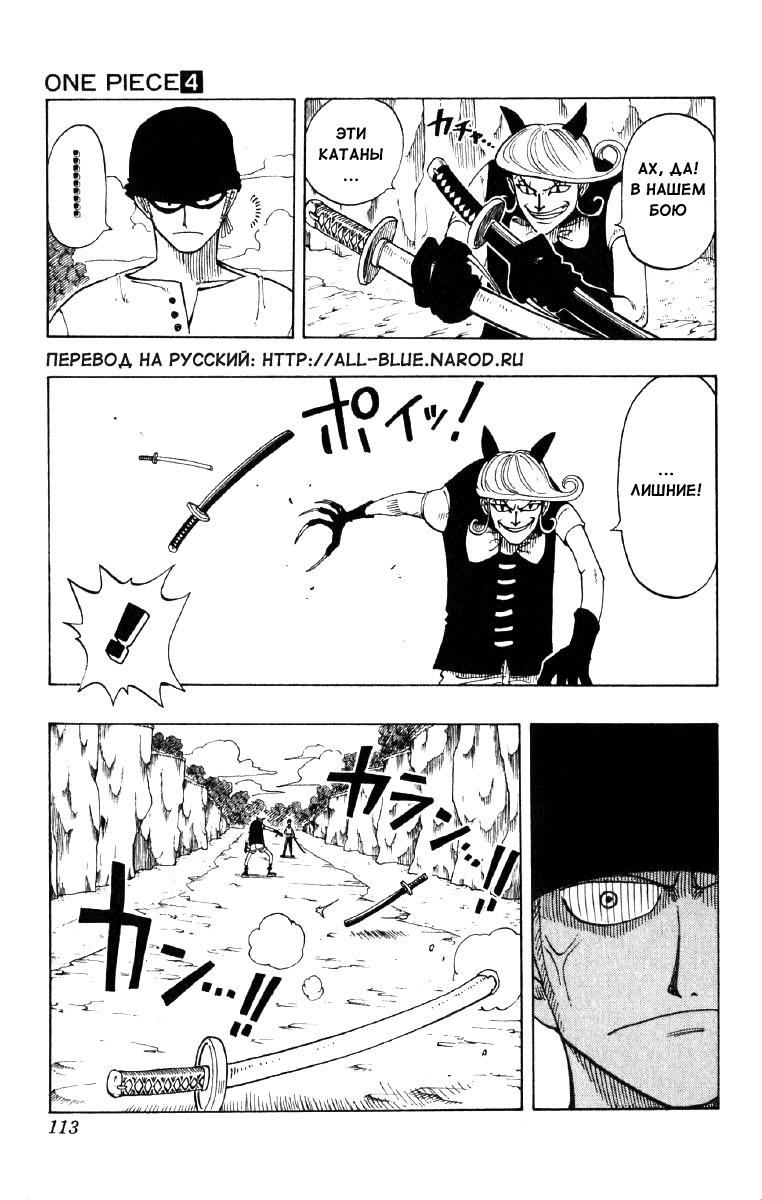 ONE PIECE 4
АХ, ДА!
В НАШЕМ
БОЮ
ЭТИ
КАТАНЫ
...
カチャ...
!!!!!!!!
ПЕРЕВОД НА РУССКИЙ: HTTP://ALL-BLUE.NAROD.RU
...
ЛИШНИЕ!
ポイッ!
!
カラン…!!
カン…!!
113